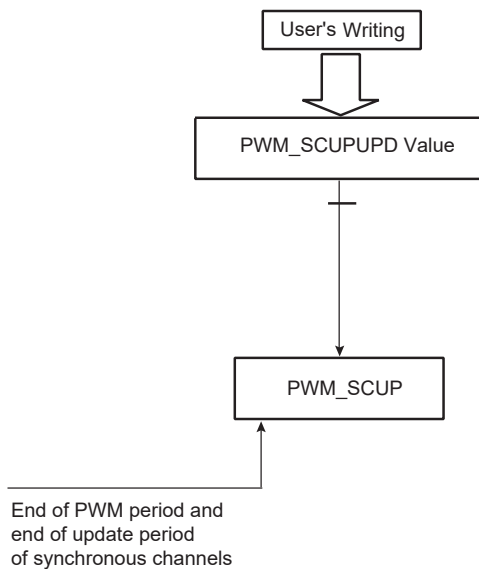 User's Writing
PWM_SCUPUPD Value
PWM_SCUP
End of PWM period and
end of update period
of synchronous channels